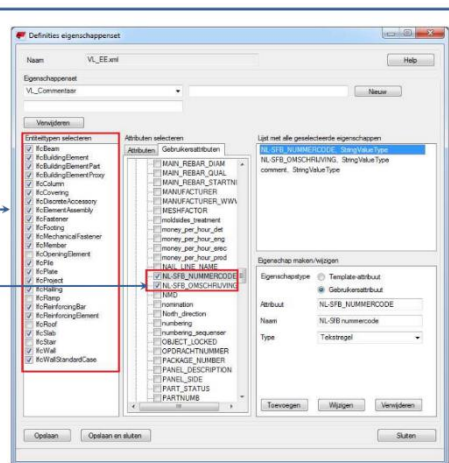 Definities eigenschappenset
Naam VL_EE.xml Help
Eigenschappenset
VL_Commentaar Nieuw
Verwijderen
Entiteittypen selecteren
IfcBeam
IfcBuildingElement
IfcBuildingElementPart
IfcBuildingElementProxy
IfcColumn
IfcCovering
IfcDiscreteAccessory
IfcElementAssembly
IfcFastener
IfcFooting
IfcMechanicalFastener
IfcMember
IfcOpeningElement
IfcPile
IfcPlate
IfcProject
IfcRailing
IfcRamp
IfcReinforcingBar
IfcReinforcingElement
IfcRoof
IfcSlab
IfcStair
IfcWall
IfcWallStandardCase
Attributen selecteren
Attributen Gebruikersattributen
MAIN_REBAR_DIAM
MAIN_REBAR_QUAL
MAIN_REBAR_STARTNI
MANUFACTURER
MANUFACTURER_WWW
MESHFACTOR
moldsides_treatment
money_per_hour_det
money_per_hour_eng
money_per_hour_erec
money_per_hour_prod
NAIL_LINE_NAME
NL-SFB_NUMMERCODE
NL-SFB_OMSCHRIJVING
NMD
nomination
North_direction
numbering
numbering_sequenser
OBJECT_LOCKED
OPDRACHTNUMMER
PACKAGE_NUMBER
PANEL_DESCRIPTION
PANEL_SIDE
PART_STATUS
PARTNUMB
Lijst met alle geselecteerde eigenschappen
NL-SFB_NUMMERCODE, StringValueType
NL-SFB_OMSCHRIJVING, StringValueType
comment, StringValueType
Eigenschap maken/wijzigen
Eigenschapstype Template-attribuut
Gebruikersattribuut
Attribuut NL-SFB_NUMMERCODE
Naam NL-SfB nummercode
Type Tekstregel
Toevoegen Wijzigen Verwijderen
Opslaan Opslaan en sluiten Sluiten